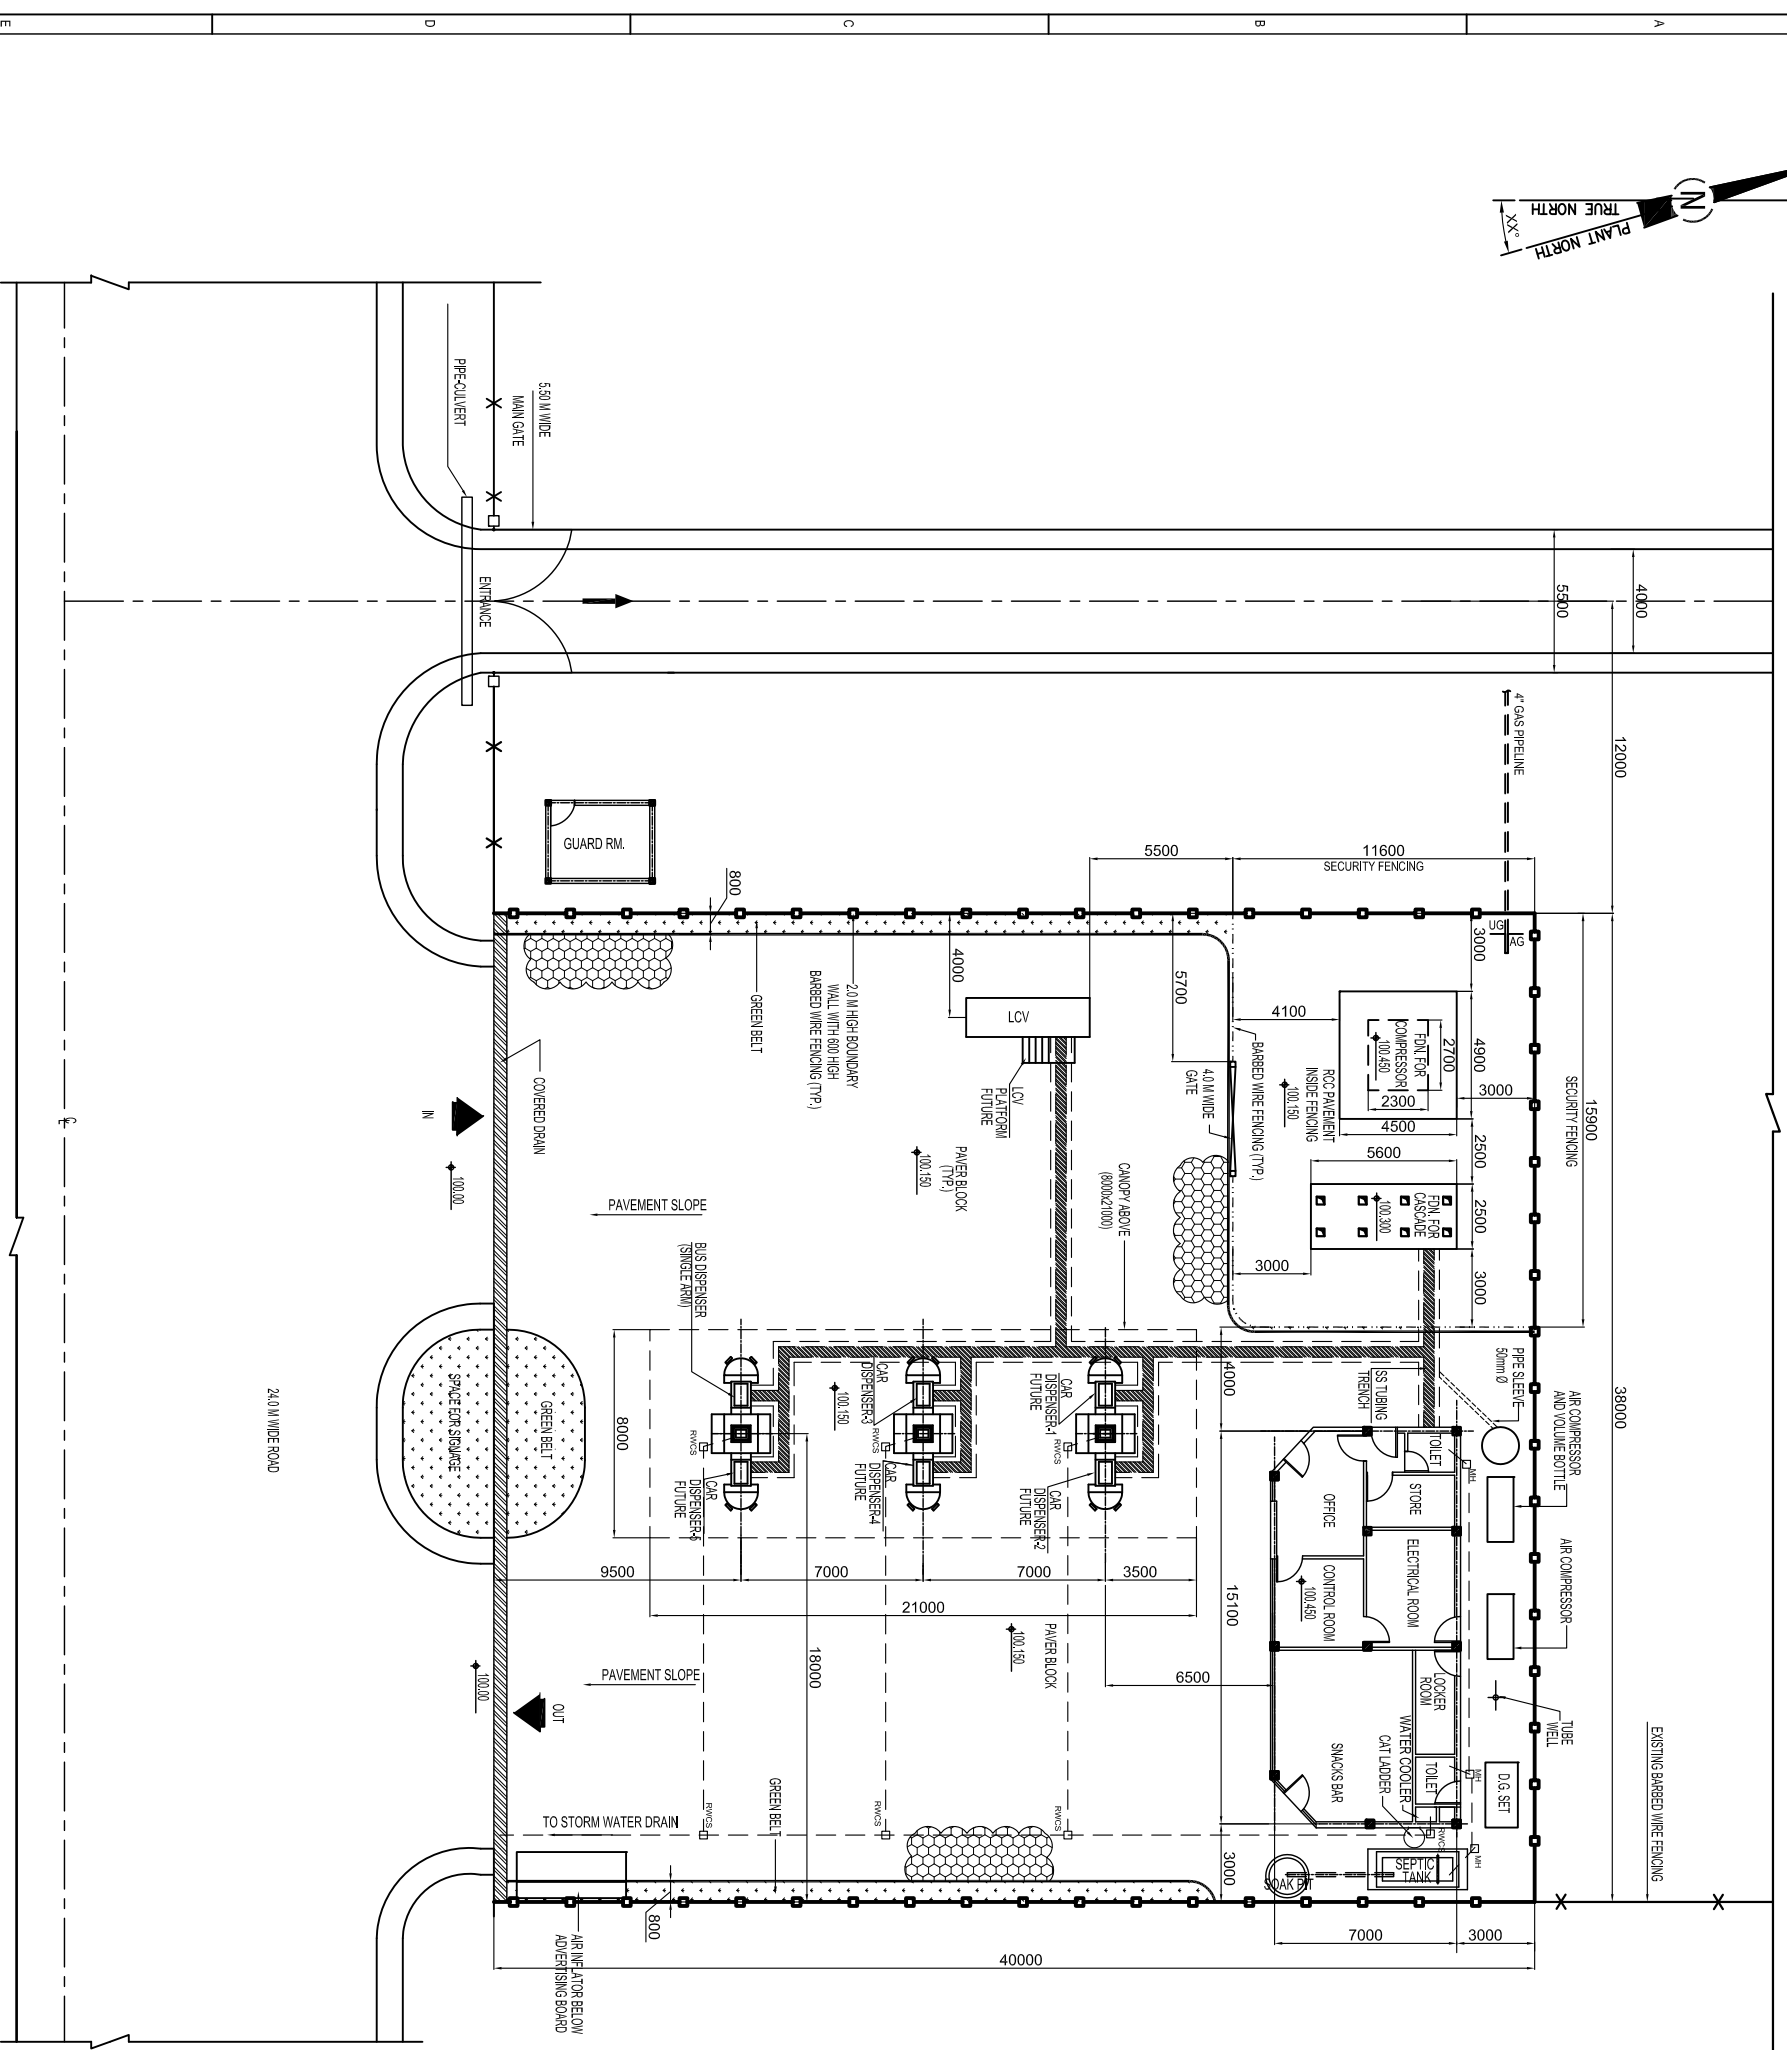 E
D
C
B
A
TRUE NORTH
PLANT NORTH
XX°
N
5.50 M WIDE
MAIN GATE
PIPE-CULVERT
ENTRANCE
4000
5500
12000
4" GAS PIPELINE
UG
AG
GUARD RM.
5500
11600
SECURITY FENCING
800
4000
5700
3000
4900
2700
FDN. FOR
COMPRESSOR
100.450
2300
4500
4100
3000
2500
15900
SECURITY FENCING
38000
LCV
LCV
PLATFORM
FUTURE
GREEN BELT
2.0 M HIGH BOUNDARY
WALL WITH 600 HIGH
BARBED WIRE FENCING (TYP.)
BARBED WIRE FENCING (TYP.)
4.0 M WIDE
GATE
RCC PAVEMENT
INSIDE FENCING
100.150
5600
FDN. FOR
CASCADE
100.300
2500
3000
3000
COVERED DRAIN
IN
100.00
PAVEMENT SLOPE
PAVER BLOCK
(TYP.)
100.150
CANOPY ABOVE
(8000x21000)
BUS DISPENSER
(SINGLE ARM)
CAR
DISPENSER-3
FUTURE
CAR
DISPENSER-1
FUTURE
CAR
DISPENSER-5
FUTURE
CAR
DISPENSER-4
FUTURE
CAR
DISPENSER-2
FUTURE
100.150
RWCS
RWCS
RWCS
4000
SS TUBING
TRENCH
PIPE SLEEVE
50mm Ø
AIR COMPRESSOR
AND VOLUME BOTTLE
AIR COMPRESSOR
GREEN BELT
SPACE FOR SIGNAGE
24.0 M WIDE ROAD
8000
9500
7000
7000
3500
21000
18000
6500
15100
TOILET
MH
STORE
OFFICE
ELECTRICAL ROOM
CONTROL ROOM
100.450
LOCKER
ROOM
TOILET
MH
SNACKS BAR
WATER COOLER
CAT LADDER
TUBE
WELL
D.G. SET
EXISTING BARBED WIRE FENCING
PAVER BLOCK
100.150
PAVEMENT SLOPE
100.00
OUT
TO STORM WATER DRAIN
GREEN BELT
RWCS
RWCS
RWCS
RWCS
MH
SEPTIC
TANK
SOAK PIT
3000
800
AIR INFLATOR BELOW
ADVERTISING BOARD
7000
3000
40000